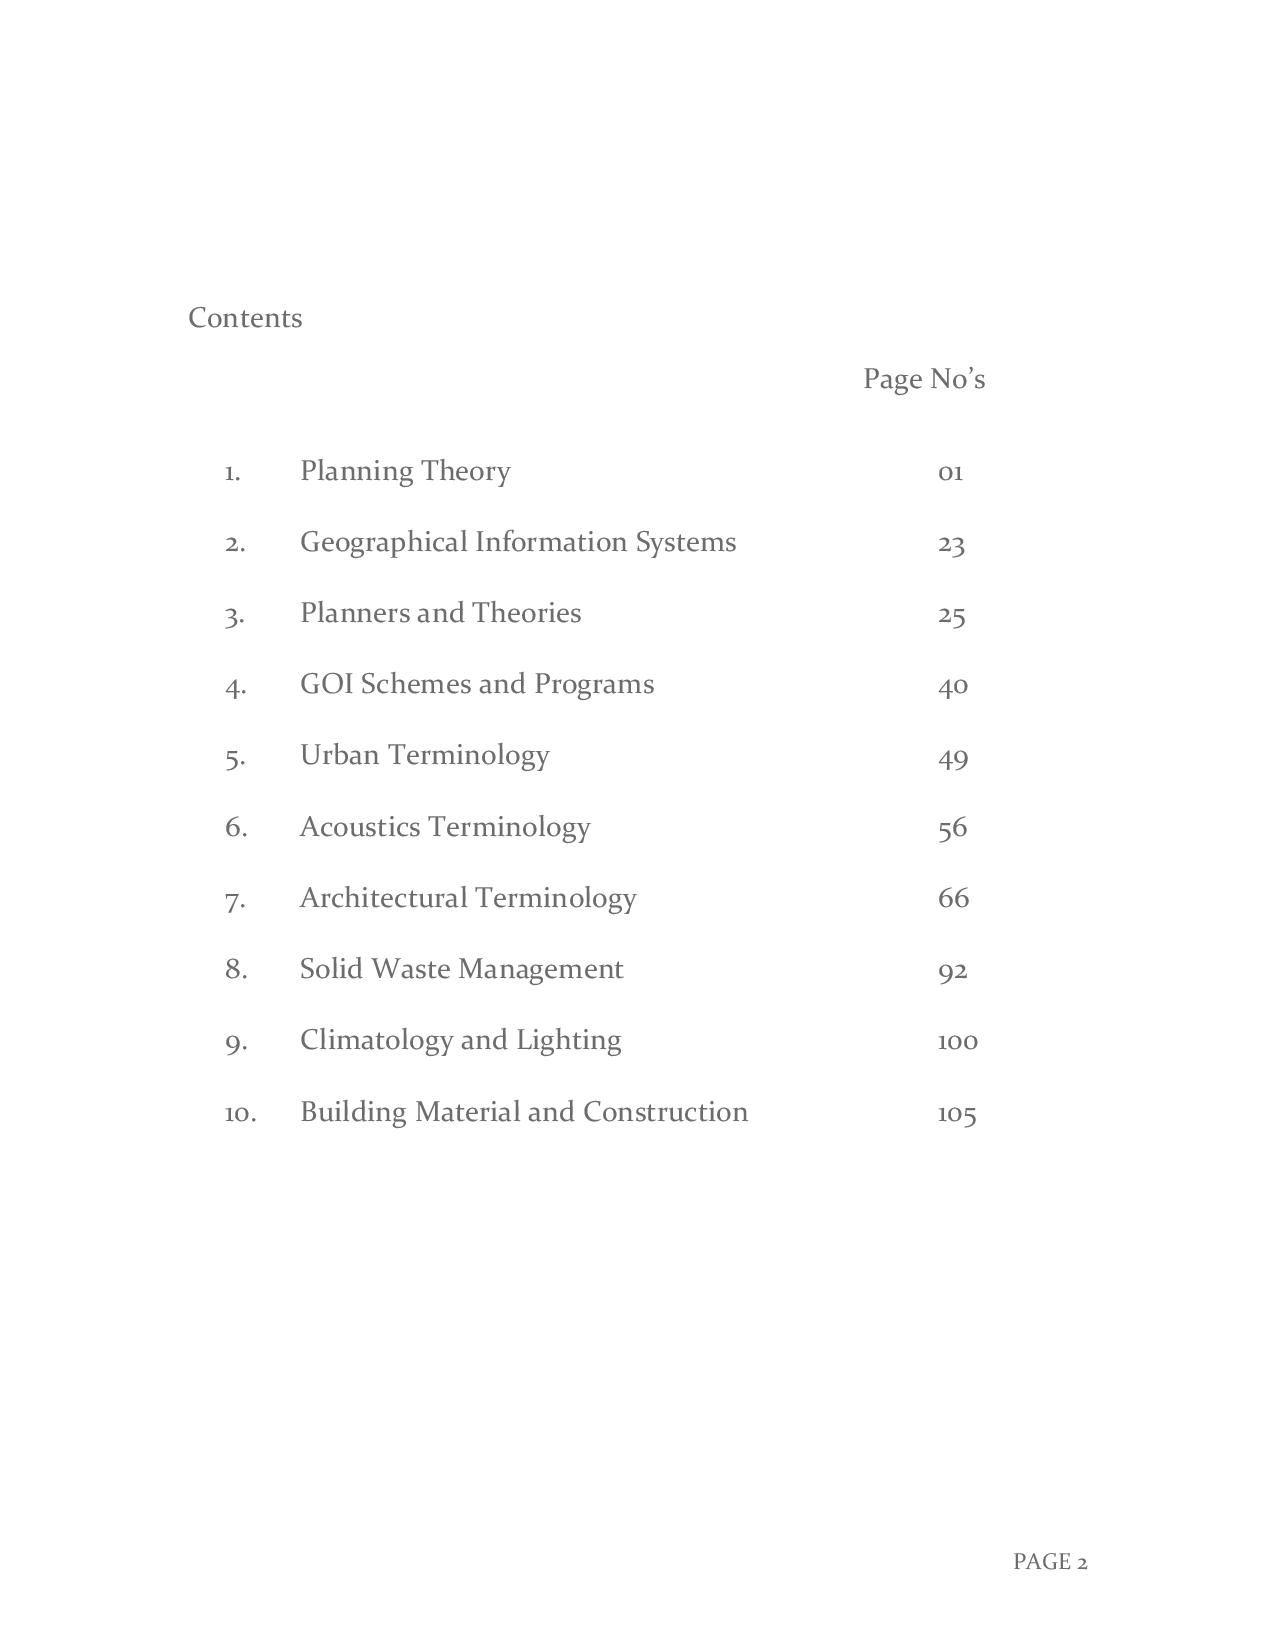 Contents
Page No’s
1. Planning Theory 01
2. Geographical Information Systems 23
3. Planners and Theories 25
4. GOI Schemes and Programs 40
5. Urban Terminology 49
6. Acoustics Terminology 56
7. Architectural Terminology 66
8. Solid Waste Management 92
9. Climatology and Lighting 100
10. Building Material and Construction 105
PAGE 2